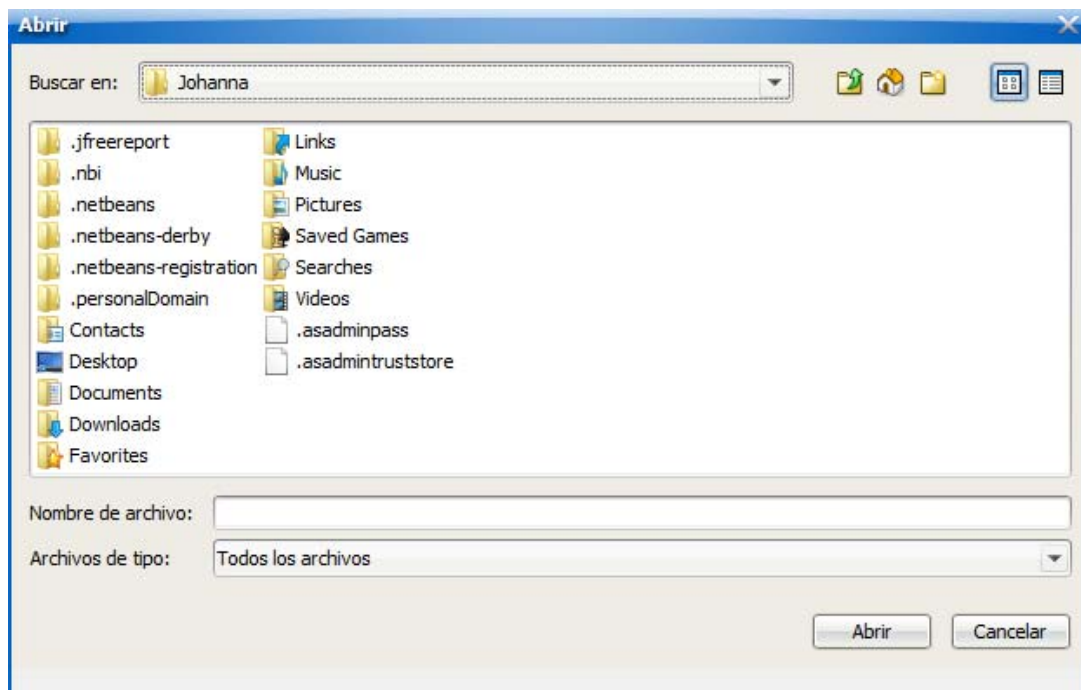 Abrir
Buscar en: Johanna
.jfreereport
.nbi
.netbeans
.netbeans-derby
.netbeans-registration
.personalDomain
Contacts
Desktop
Documents
Downloads
Favorites
Links
Music
Pictures
Saved Games
Searches
Videos
.asadminpass
.asadmintruststore
Nombre de archivo:
Archivos de tipo: Todos los archivos
Abrir Cancelar